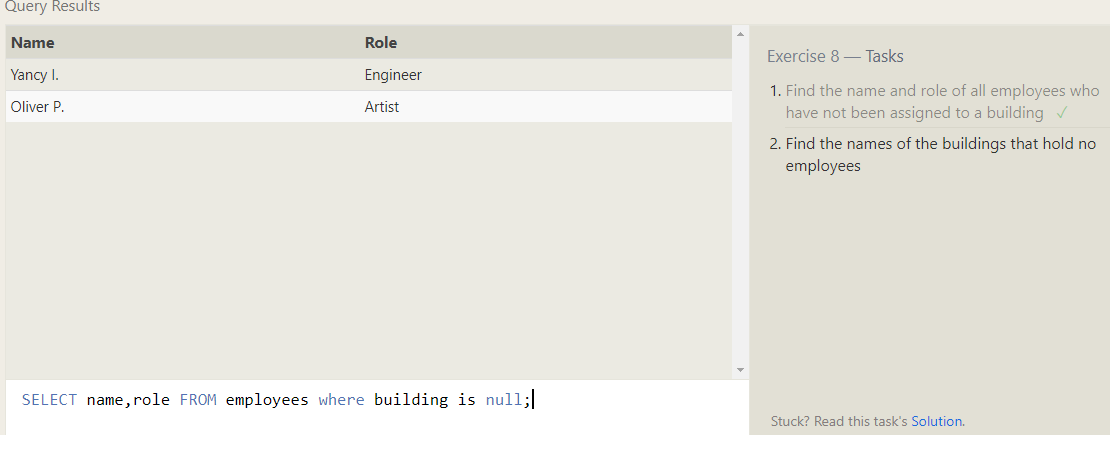 Query Results
Name Role
Yancy I. Engineer
Oliver P. Artist
SELECT name,role FROM employees where building is null;
Exercise 8 — Tasks
1. Find the name and role of all employees who
have not been assigned to a building ✓
2. Find the names of the buildings that hold no
employees
Stuck? Read this task's Solution.